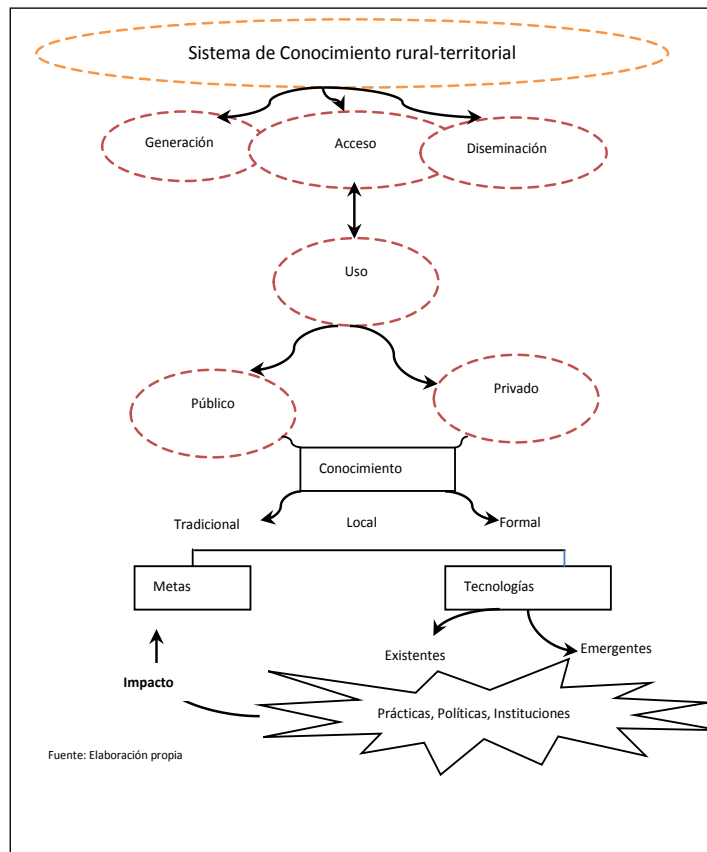 Sistema de Conocimiento rural-territorial
Generación
Acceso
Diseminación
Uso
Público
Privado
Conocimiento
Tradicional
Local
Formal
Metas
Tecnologías
Existentes
Emergentes
Impacto
Prácticas, Políticas, Instituciones
Fuente: Elaboración propia